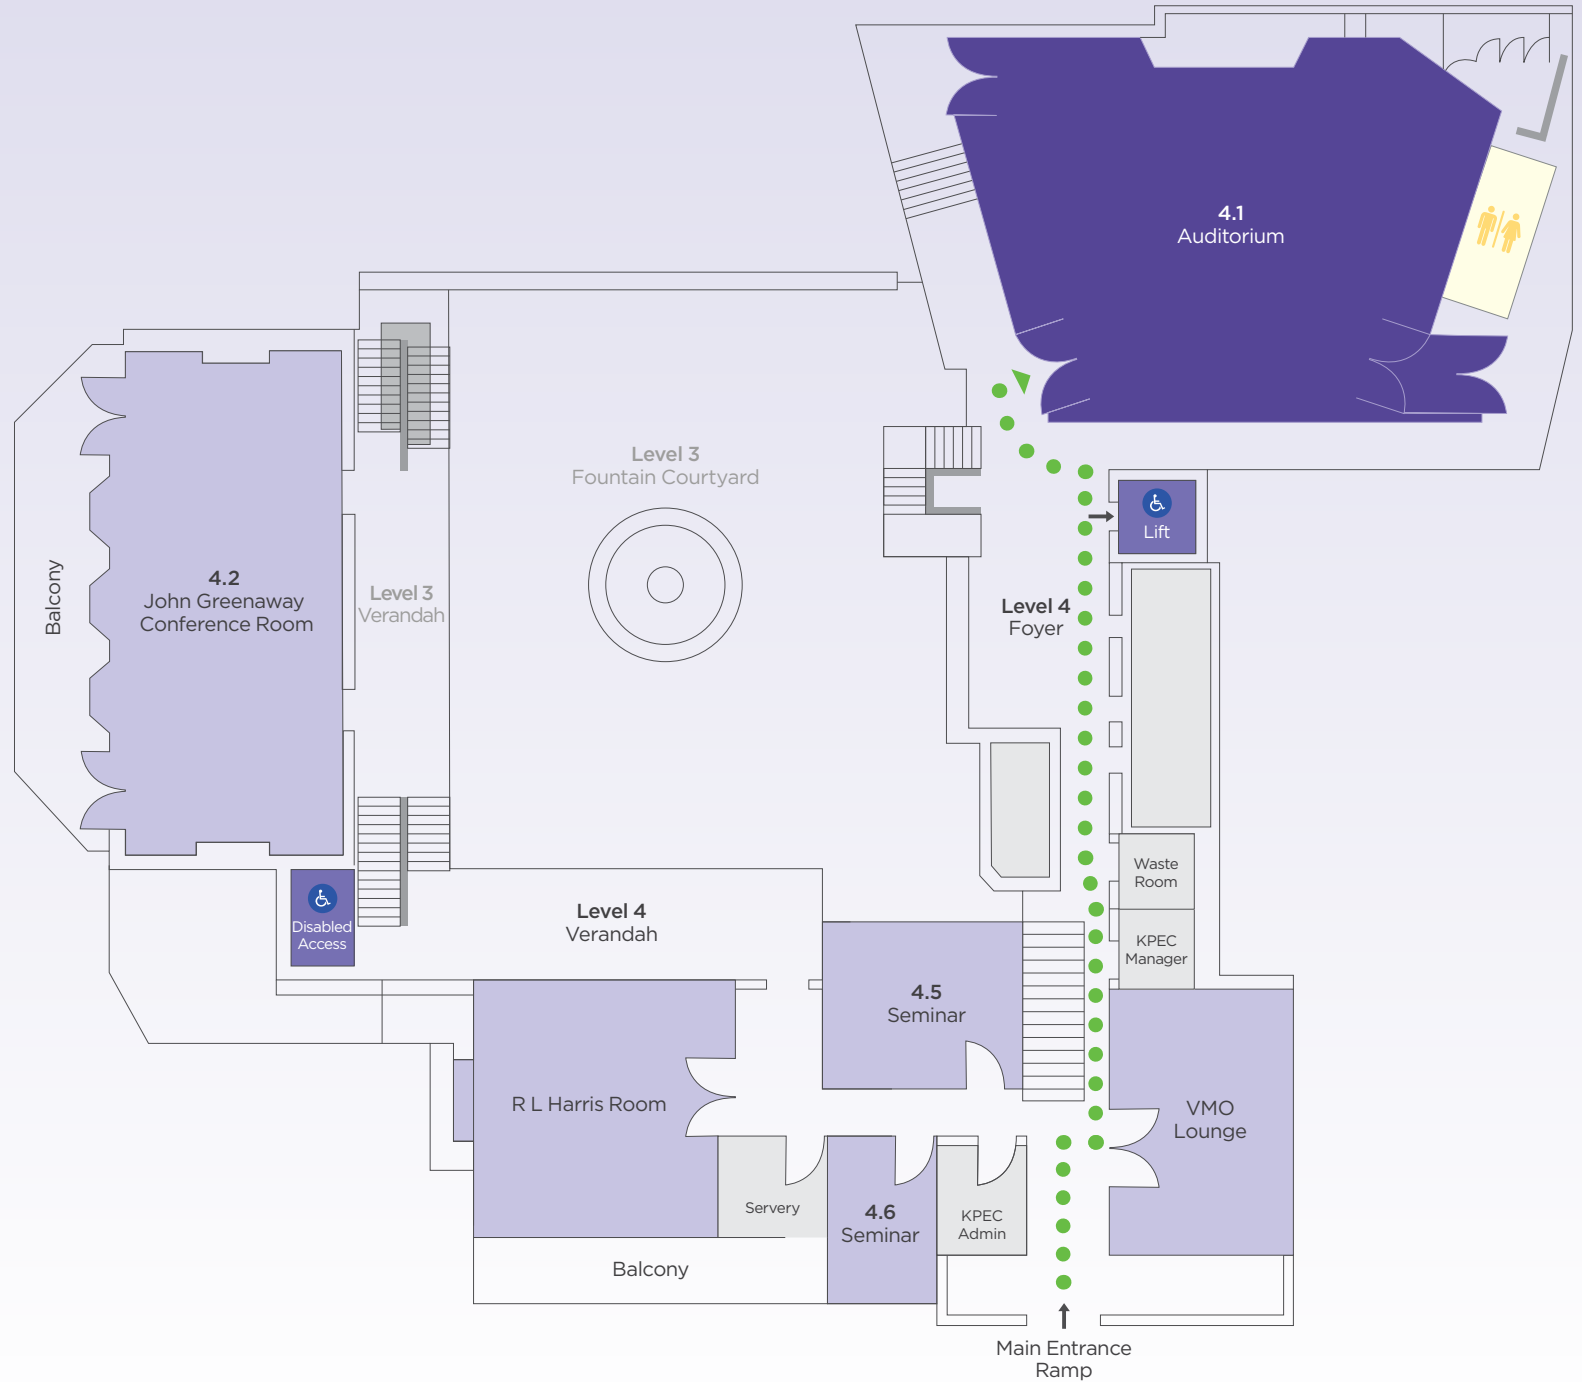 4.1
Auditorium
Level 3
Fountain Courtyard
Lift
4.2
John Greenaway
Conference Room
Balcony
Level 3
Verandah
Level 4
Foyer
Waste
Room
Disabled
Access
Level 4
Verandah
KPEC
Manager
4.5
Seminar
R L Harris Room
VMO
Lounge
Servery
4.6
Seminar
KPEC
Admin
Balcony
Main Entrance
Ramp